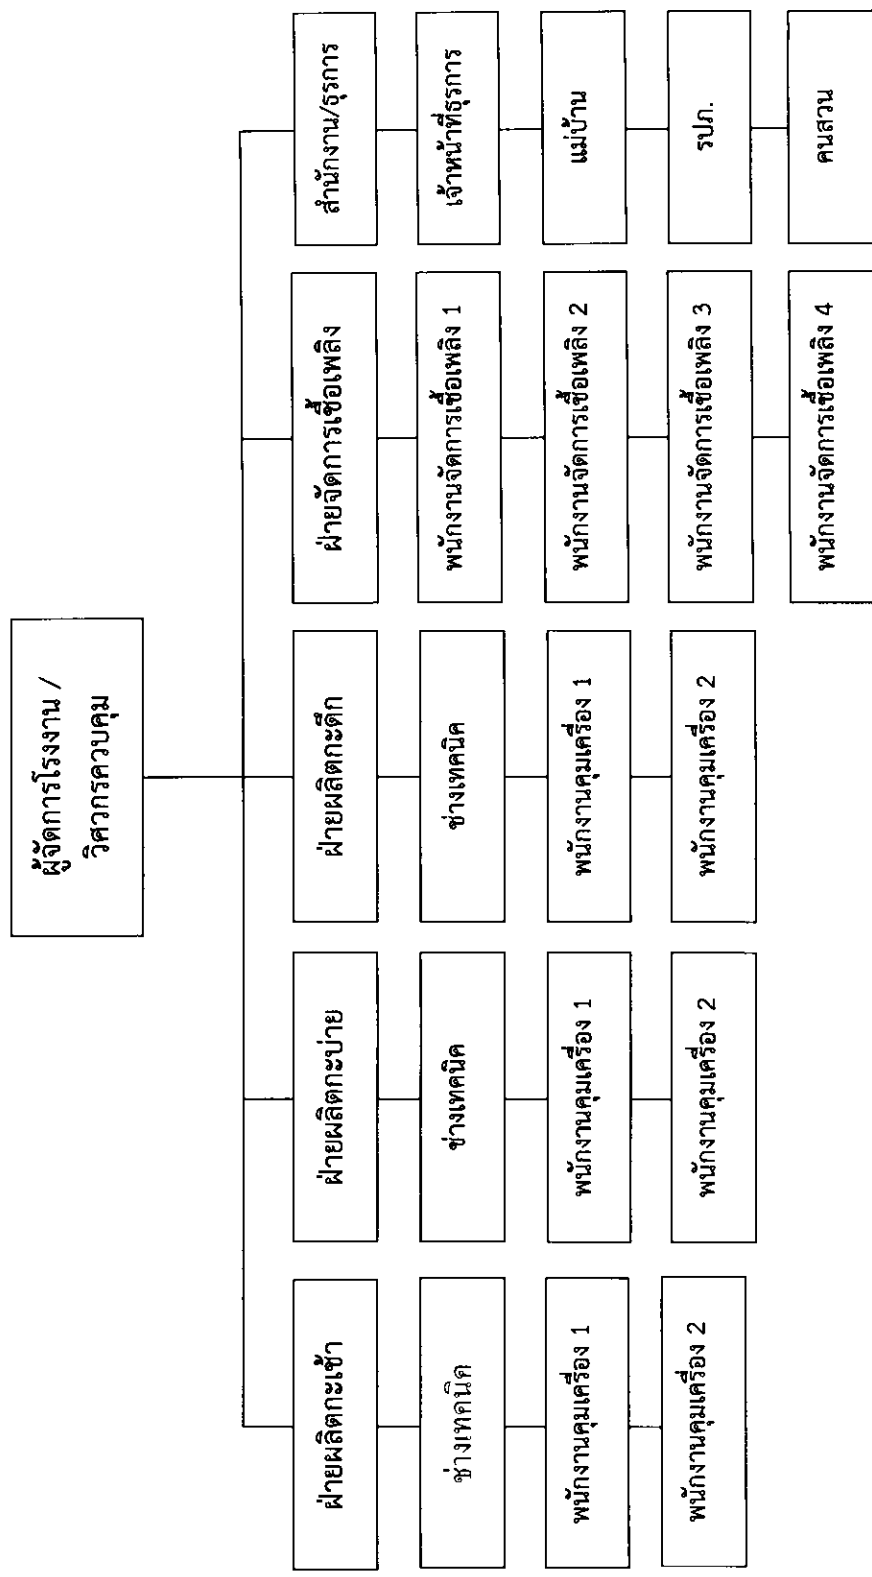 ผู้จัดการโรงงาน /
วิศวกรควบคุม
ฝ่ายผลิตกะเช้า
ช่างเทคนิค
พนักงานคุมเครื่อง 1
พนักงานคุมเครื่อง 2
ฝ่ายผลิตกะบ่าย
ช่างเทคนิค
พนักงานคุมเครื่อง 1
พนักงานคุมเครื่อง 2
ฝ่ายผลิตกะดึก
ช่างเทคนิค
พนักงานคุมเครื่อง 1
พนักงานคุมเครื่อง 2
ฝ่ายจัดการเชื้อเพลิง
พนักงานจัดการเชื้อเพลิง 1
พนักงานจัดการเชื้อเพลิง 2
พนักงานจัดการเชื้อเพลิง 3
พนักงานจัดการเชื้อเพลิง 4
สำนักงาน/ธุรการ
เจ้าหน้าที่ธุรการ
แม่บ้าน
รปภ.
คนสวน